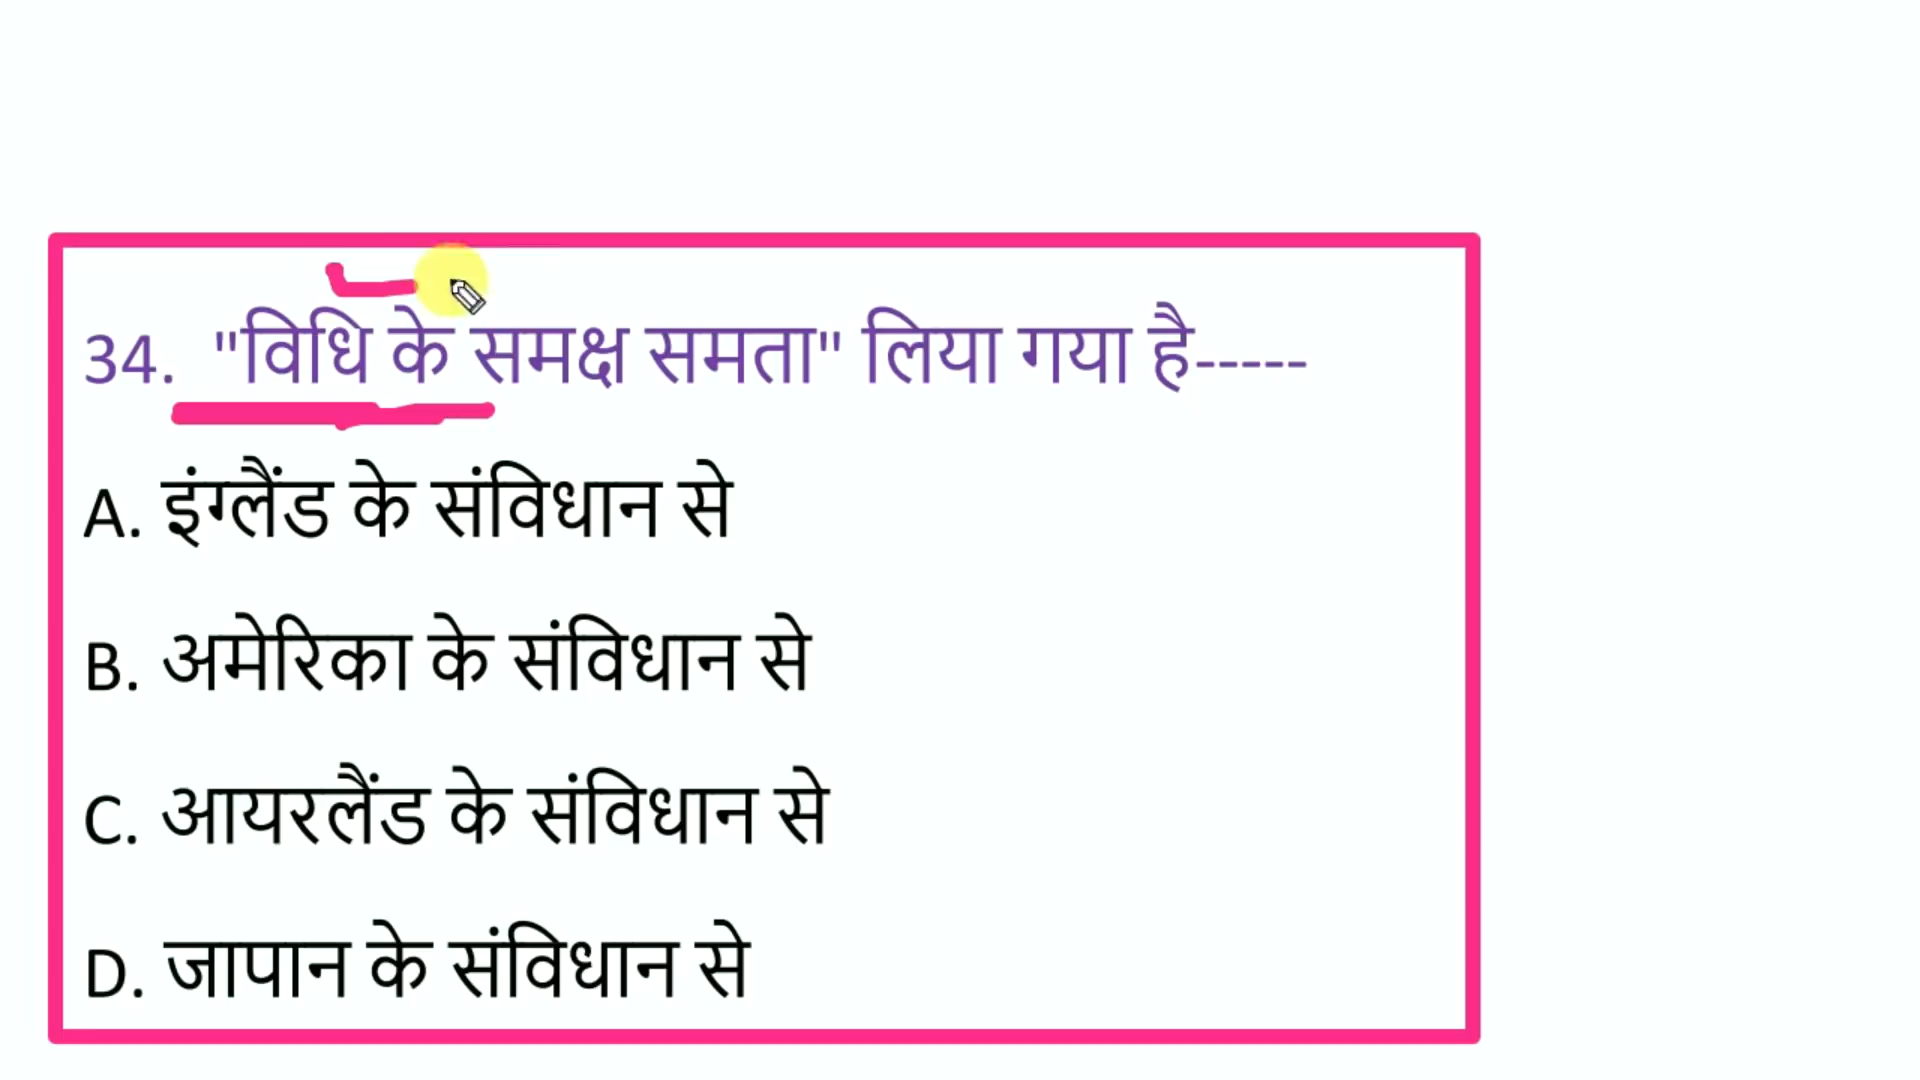 34. "विधि के समक्ष समता" लिया गया है-----
A. इंग्लैंड के संविधान से
B. अमेरिका के संविधान से
C. आयरलैंड के संविधान से
D. जापान के संविधान से